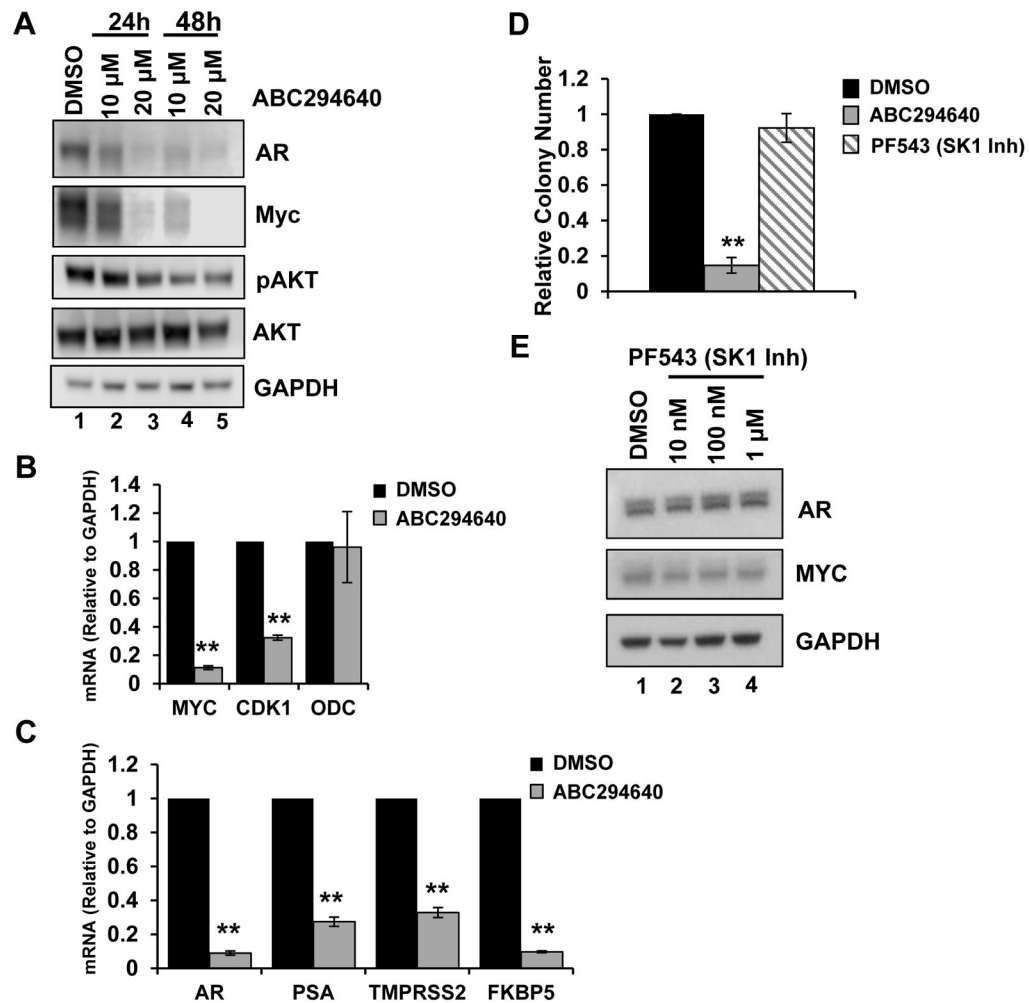 A
24h 48h
DMSO
10 µM
20 µM
10 µM
20 µM
ABC294640
AR
Myc
pAKT
AKT
GAPDH
1 2 3 4 5
B
mRNA (Relative to GAPDH)
1.4
1.2
1
0.8
0.6
0.4
0.2
0
DMSO
ABC294640
**
**
MYC CDK1 ODC
C
mRNA (Relative to GAPDH)
1.2
1
0.8
0.6
0.4
0.2
0
DMSO
ABC294640
**
**
**
**
AR PSA TMPRSS2 FKBP5
D
Relative Colony Number
1.2
1
0.8
0.6
0.4
0.2
0
DMSO
ABC294640
PF543 (SK1 Inh)
**
E
PF543 (SK1 Inh)
DMSO
10 nM
100 nM
1 µM
AR
MYC
GAPDH
1 2 3 4